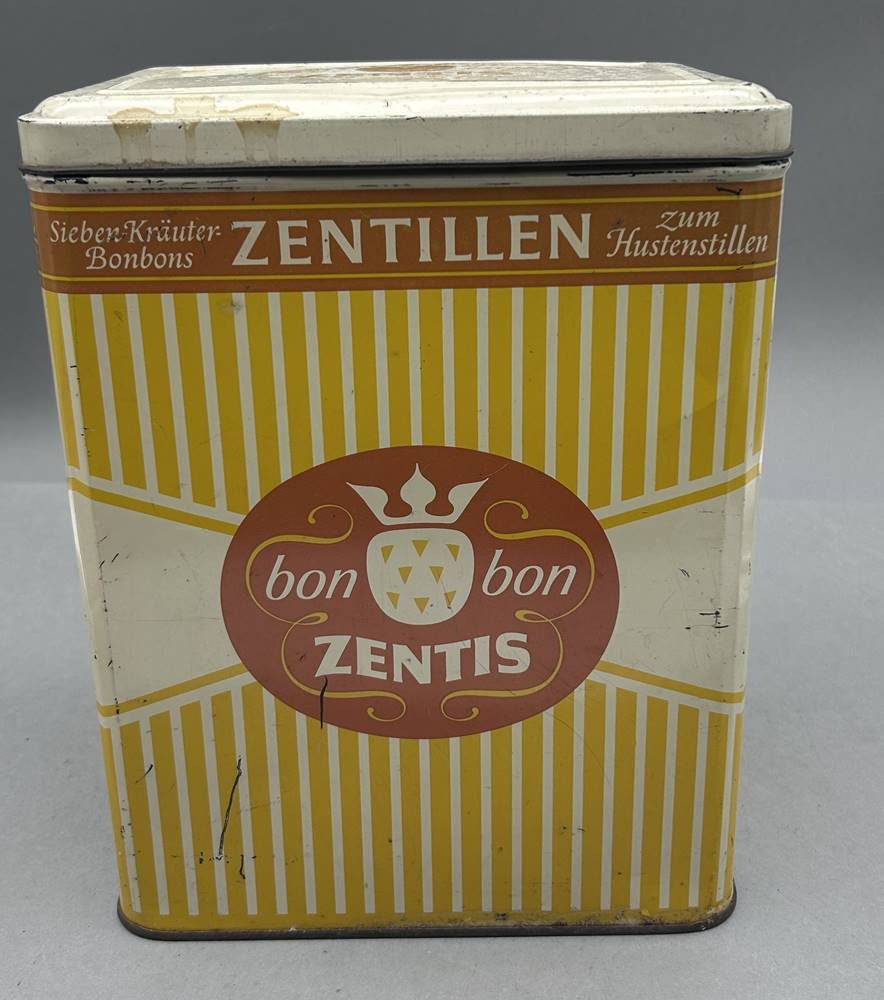 Sieben-Kräuter-
Bonbons
ZENTILLEN
zum
Hustenstillen
bon bon
ZENTIS